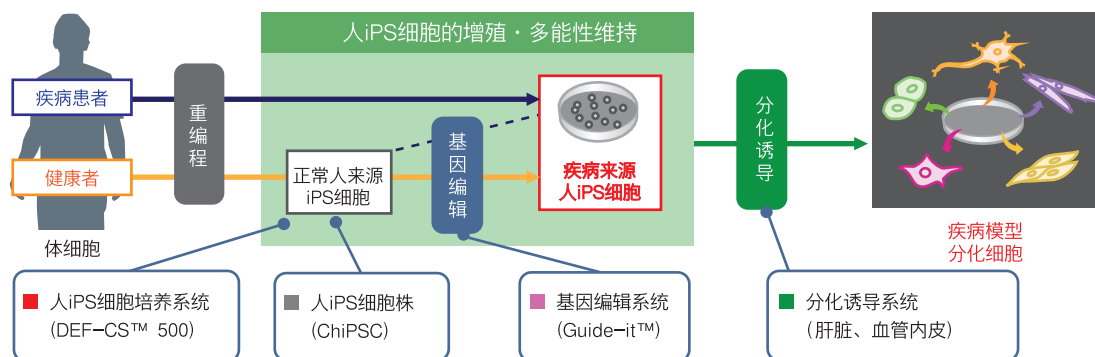 人iPS细胞的增殖・多能性维持
疾病患者
健康者
体细胞
重编程
正常人来源
iPS细胞
基因编辑
疾病来源
人iPS细胞
分化诱导
疾病模型
分化细胞
人iPS细胞培养系统
(DEF-CS™ 500)
人iPS细胞株
(ChiPSC)
基因编辑系统
(Guide-it™)
分化诱导系统
(肝脏、血管内皮)